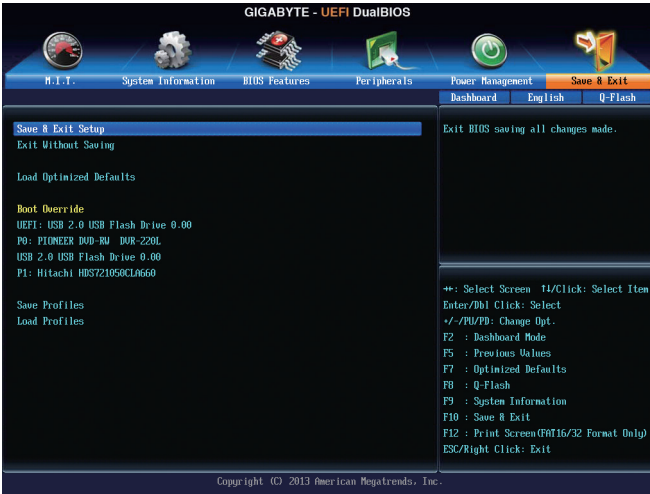 GIGABYTE - UEFI DualBIOS
M.I.T. System Information BIOS Features Peripherals Power Management Save & Exit
Dashboard English Q-Flash
Save & Exit Setup
Exit Without Saving
Load Optimized Defaults
Boot Override
UEFI: USB 2.0 USB Flash Drive 0.00
P0: PIONEER DVD-RW DVR-220L
USB 2.0 USB Flash Drive 0.00
P1: Hitachi HDS721050CLA660
Save Profiles
Load Profiles
Exit BIOS saving all changes made.
→←: Select Screen ↑↓/Click: Select Item
Enter/Dbl Click: Select
+/-/PU/PD: Change Opt.
F2 : Dashboard Mode
F5 : Previous Values
F7 : Optimized Defaults
F8 : Q-Flash
F9 : System Information
F10 : Save & Exit
F12 : Print Screen(FAT16/32 Format Only)
ESC/Right Click: Exit
Copyright (C) 2013 American Megatrends, Inc.